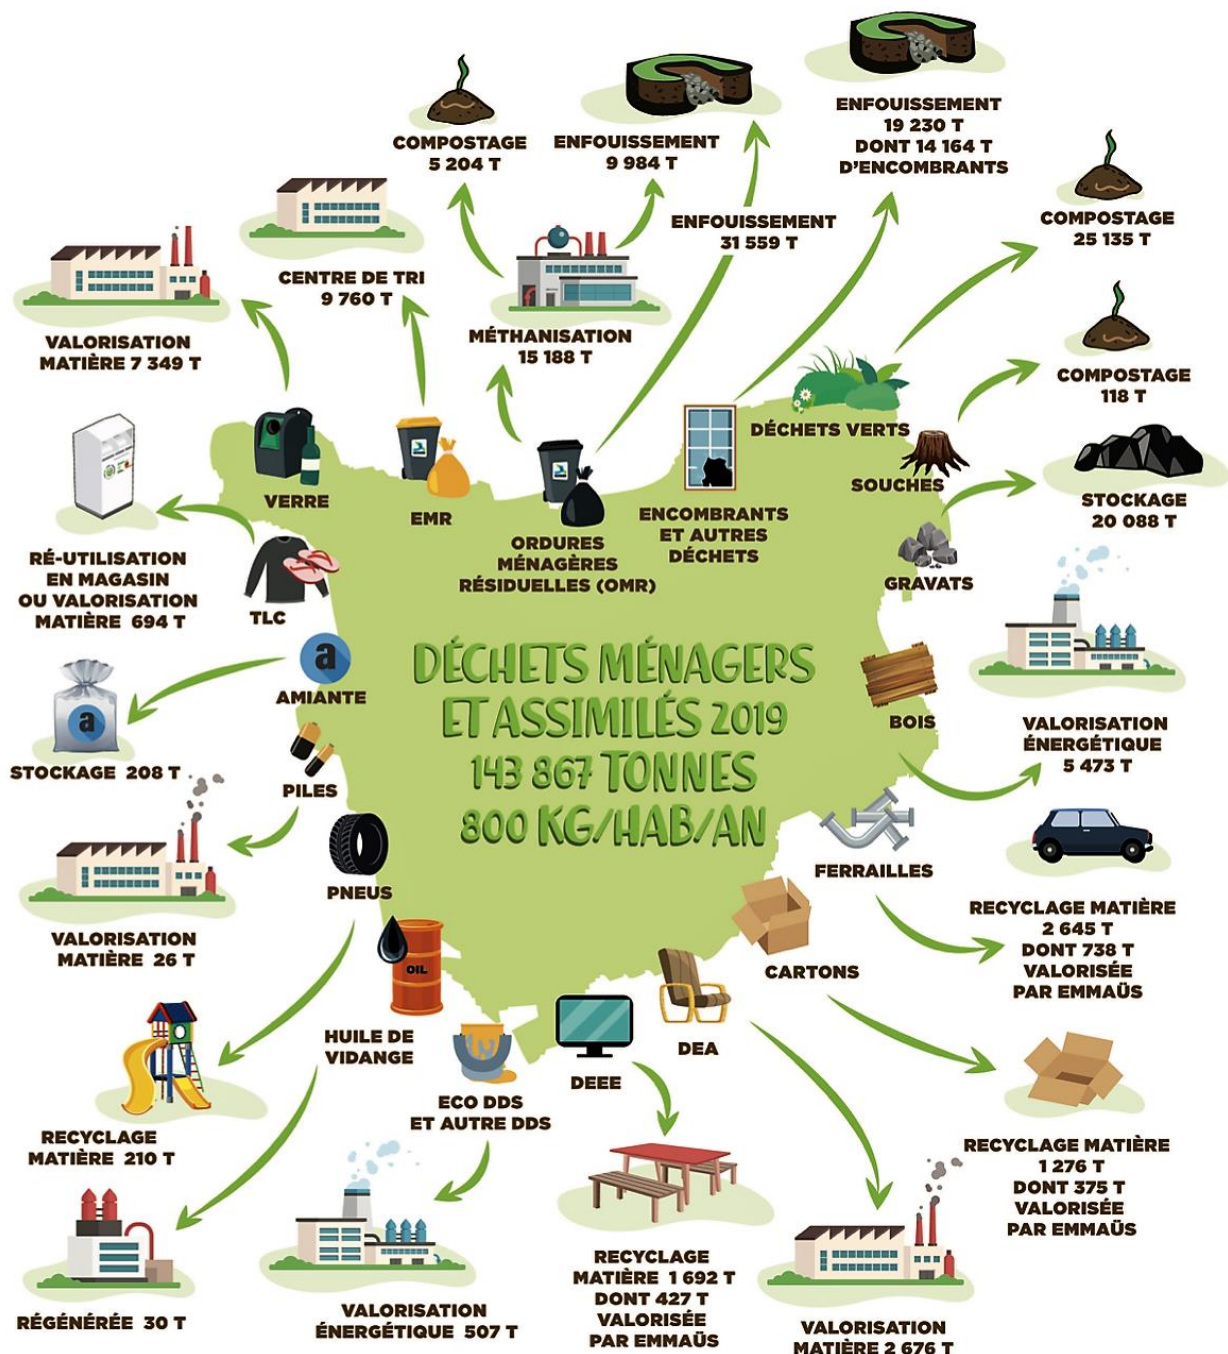 ENFOUISSEMENT
19 230 T
DONT 14 164 T
D'ENCOMBRANTS
COMPOSTAGE
5 204 T
ENFOUISSEMENT
9 984 T
ENFOUISSEMENT
31 559 T
COMPOSTAGE
25 135 T
CENTRE DE TRI
9 760 T
MÉTHANISATION
15 188 T
VALORISATION
MATIÈRE 7 349 T
COMPOSTAGE
118 T
VERRE
EMR
ORDURES
MÉNAGÈRES
RÉSIDUELLES (OMR)
ENCOMBRANTS
ET AUTRES
DÉCHETS
DÉCHETS VERTS
SOUCHES
STOCKAGE
20 088 T
GRAVATS
RÉ-UTILISATION
EN MAGASIN
OU VALORISATION
MATIÈRE 694 T
TLC
DÉCHETS MÉNAGERS
ET ASSIMILÉS 2019
143 867 TONNES
800 KG/HAB/AN
a
AMIANTE
a
STOCKAGE 208 T
BOIS
VALORISATION
ÉNERGÉTIQUE
5 473 T
PILES
VALORISATION
MATIÈRE 26 T
PNEUS
FERRAILLES
RECYCLAGE MATIÈRE
2 645 T
DONT 738 T
VALORISÉE
PAR EMMAÜS
OIL
CARTONS
RECYCLAGE
MATIÈRE 210 T
HUILE DE
VIDANGE
DEA
DEEE
ECO DDS
ET AUTRE DDS
RECYCLAGE MATIÈRE
1 276 T
DONT 375 T
VALORISÉE
PAR EMMAÜS
RÉGÉNÉRÉE 30 T
VALORISATION
ÉNERGÉTIQUE 507 T
RECYCLAGE
MATIÈRE 1 692 T
DONT 427 T
VALORISÉE
PAR EMMAÜS
VALORISATION
MATIÈRE 2 676 T